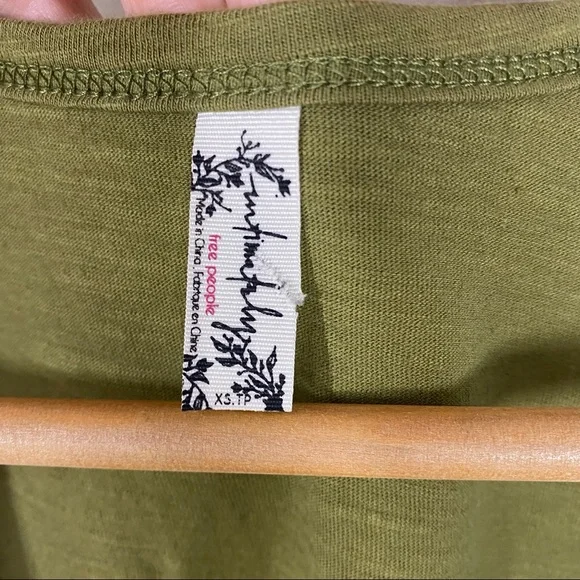 intimately
free people
Made in China. Fabriqué en Chine
XS.TP